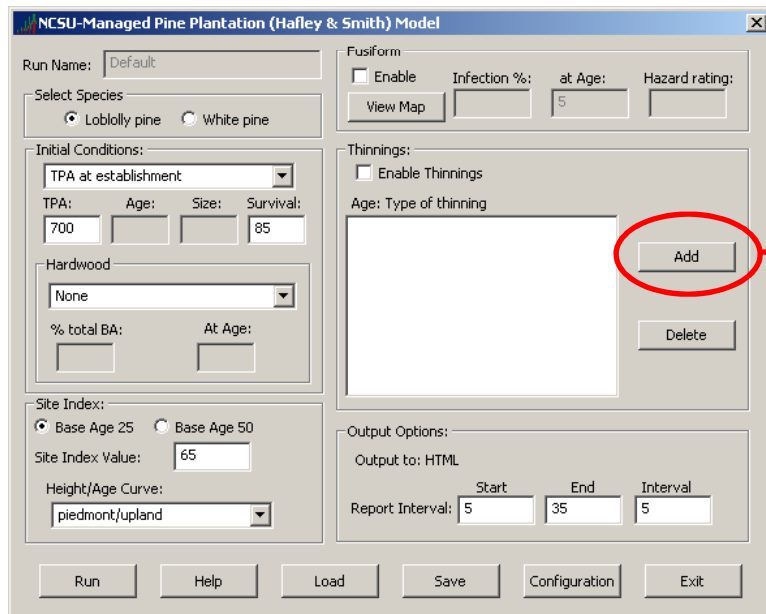 NCSU-Managed Pine Plantation (Hafley & Smith) Model
Run Name: Default
Select Species
Loblolly pine White pine
Initial Conditions:
TPA at establishment
TPA: Age: Size: Survival:
700 85
Hardwood
None
% total BA: At Age:
Site Index:
Base Age 25 Base Age 50
Site Index Value: 65
Height/Age Curve:
piedmont/upland
Fusiform
Enable Infection %: at Age: Hazard rating:
View Map 5
Thinnings:
Enable Thinnings
Age: Type of thinning
Add
Delete
Output Options:
Output to: HTML
Start End Interval
Report Interval: 5 35 5
Run Help Load Save Configuration Exit